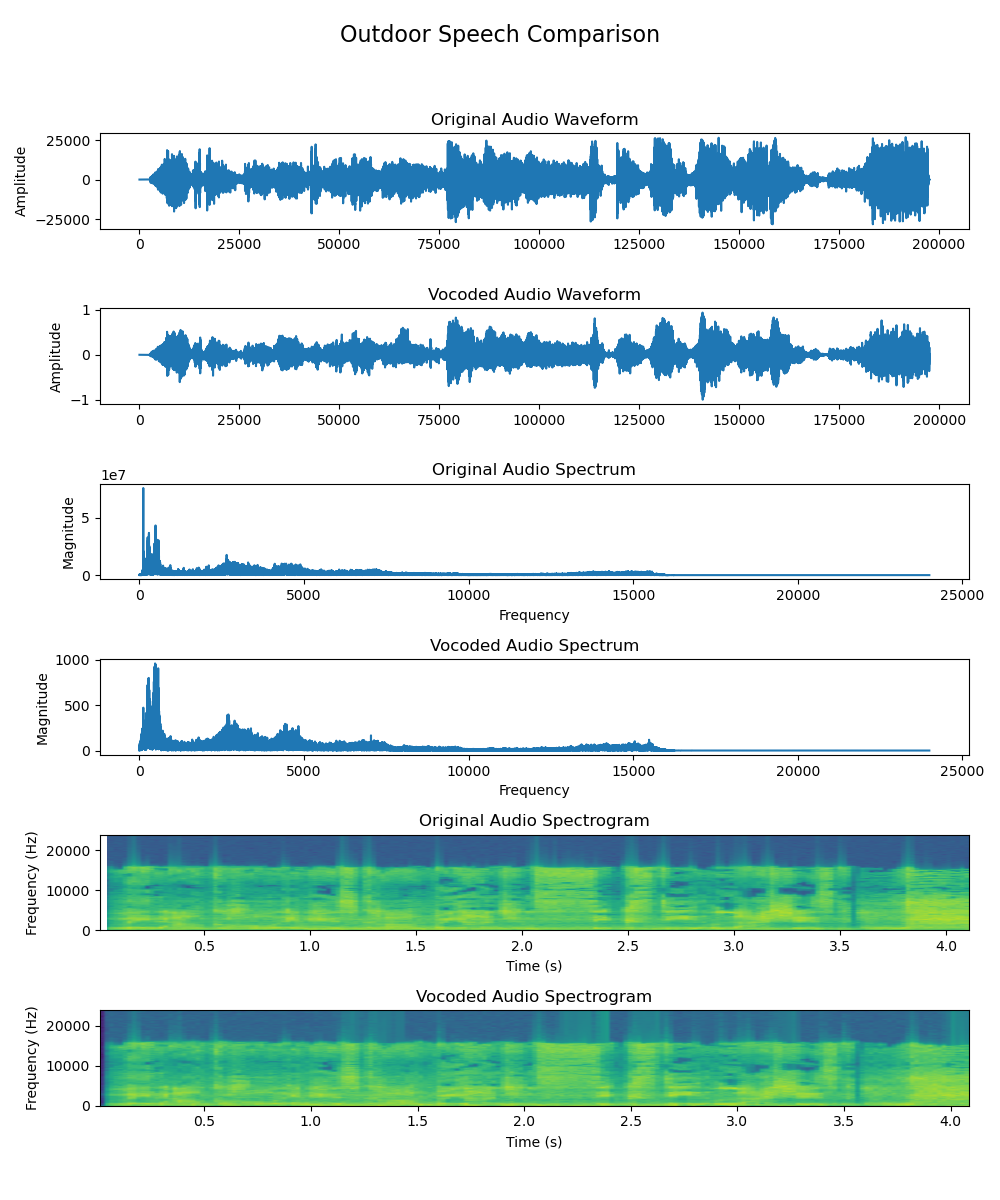 Outdoor Speech Comparison
Original Audio Waveform
Amplitude
25000
0
−25000
0 25000 50000 75000 100000 125000 150000 175000 200000
Vocoded Audio Waveform
Amplitude
1
0
−1
0 25000 50000 75000 100000 125000 150000 175000 200000
Original Audio Spectrum
1e7
Magnitude
5
0
0 5000 10000 15000 20000 25000
Frequency
Vocoded Audio Spectrum
Magnitude
1000
500
0
0 5000 10000 15000 20000 25000
Frequency
Original Audio Spectrogram
Frequency (Hz)
20000
10000
0
0.5 1.0 1.5 2.0 2.5 3.0 3.5 4.0
Time (s)
Vocoded Audio Spectrogram
Frequency (Hz)
20000
10000
0
0.5 1.0 1.5 2.0 2.5 3.0 3.5 4.0
Time (s)